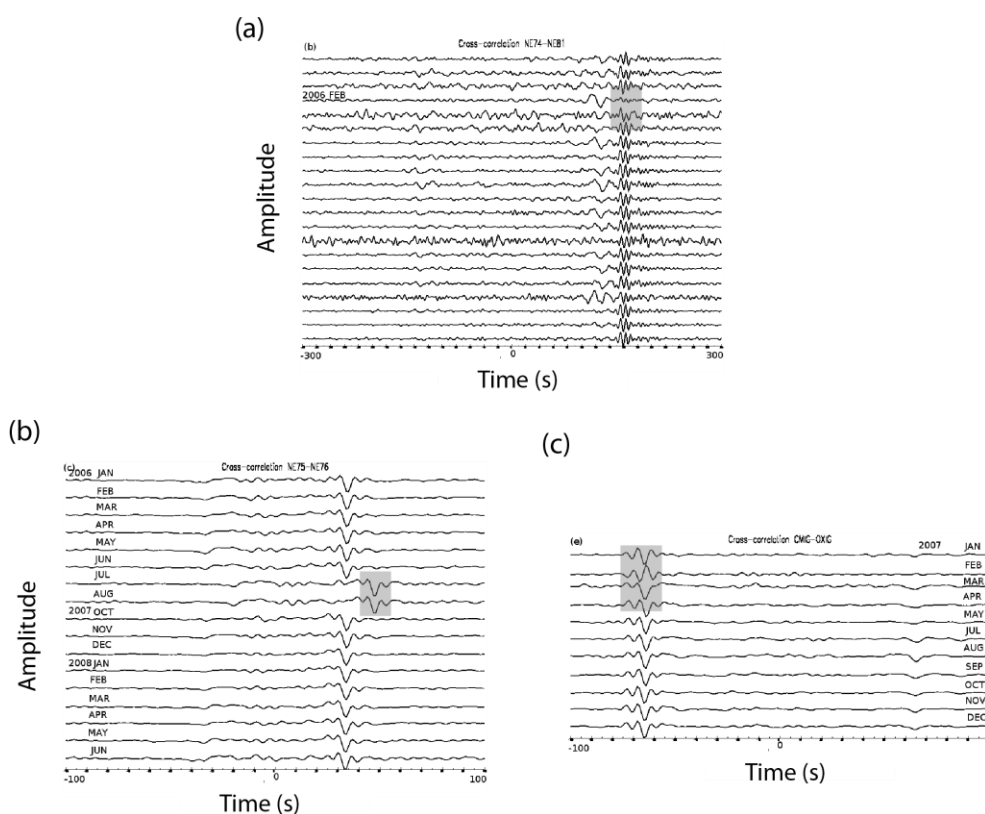 (a)
(b)
Cross-correlation NE74-NE81
2006 FEB
Amplitude
-300
0
300
Time (s)
(b)
(c)
Cross-correlation NE75-NE76
2006 JAN
FEB
MAR
APR
MAY
JUN
JUL
AUG
2007 OCT
NOV
DEC
2008 JAN
FEB
MAR
APR
MAY
JUN
Amplitude
-100
0
100
Time (s)
(c)
(e)
Cross-correlation CMIG-OXIG
2007 JAN
FEB
MAR
APR
MAY
JUL
AUG
SEP
OCT
NOV
DEC
-100
0
100
Time (s)